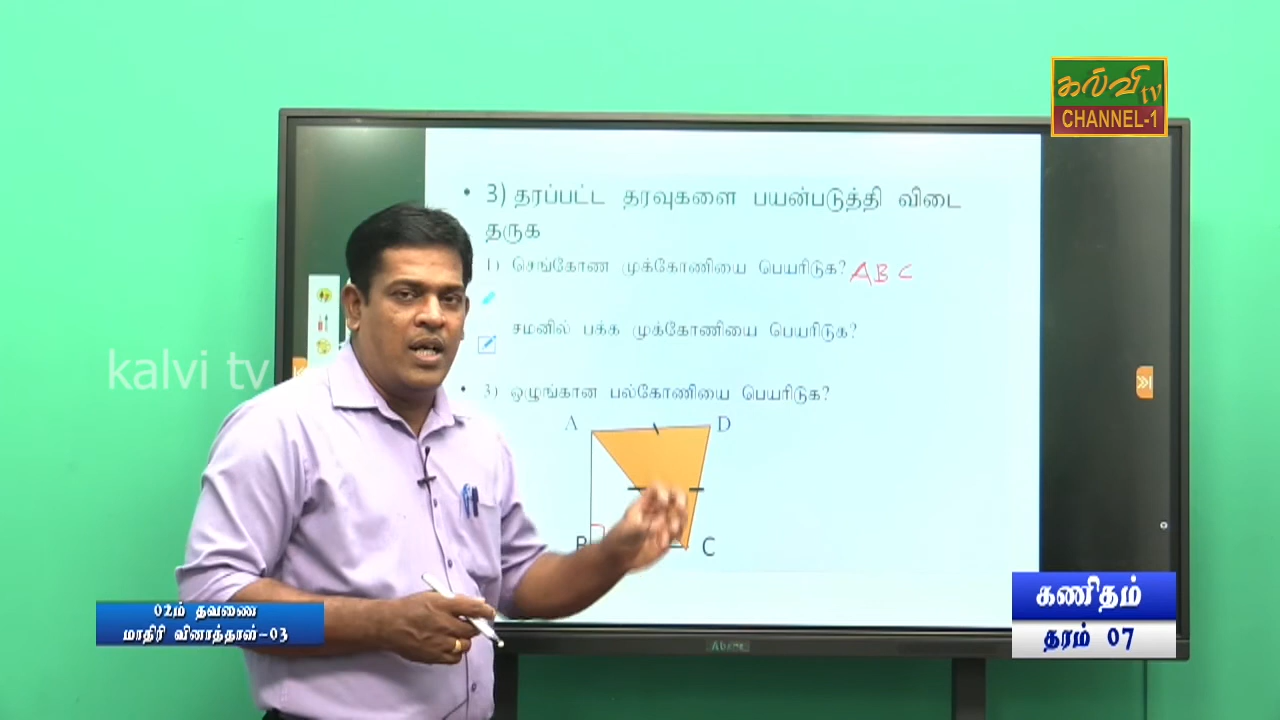 கல்வி tv
CHANNEL-1
• 3) தரப்பட்ட தரவுகளை பயன்படுத்தி விடை
தருக
1) செங்கோண முக்கோணியை பெயரிடுக? ABC
சமனில் பக்க முக்கோணியை பெயரிடுக?
• 3) ஒழுங்கான பல்கோணியை பெயரிடுக?
A D
B C
kalvi tv
02ம் தவணை
மாதிரி வினாத்தாள்-03
கணிதம்
தரம் 07